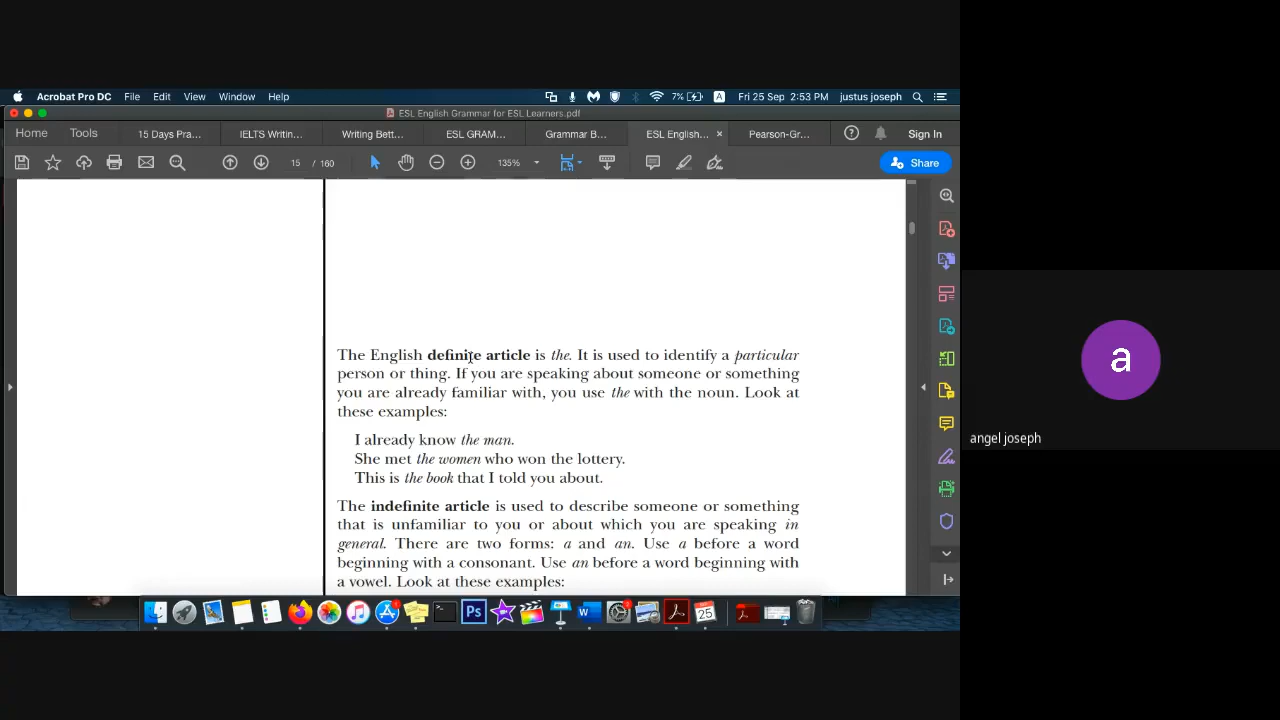 Acrobat Pro DC File Edit View Window Help 7% A Fri 25 Sep 2:53 PM justus joseph
ESL English Grammar for ESL Learners.pdf
Home Tools 15 Days Pra... IELTS Writin... Writing Bett... ESL GRAM... Grammar B... ESL English... × Pearson-Gr... Sign In
15 / 160 135% Share
The English definite article is the. It is used to identify a particular
person or thing. If you are speaking about someone or something
you are already familiar with, you use the with the noun. Look at
these examples:
I already know the man.
She met the women who won the lottery.
This is the book that I told you about.
The indefinite article is used to describe someone or something
that is unfamiliar to you or about which you are speaking in
general. There are two forms: a and an. Use a before a word
beginning with a consonant. Use an before a word beginning with
a vowel. Look at these examples:
a
angel joseph
Ps W 25